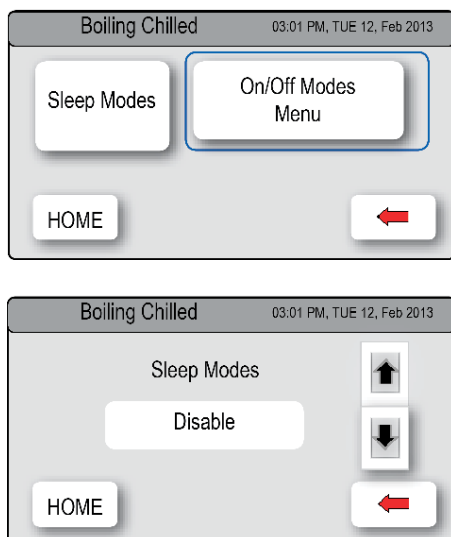 Boiling Chilled 03:01 PM, TUE 12, Feb 2013
Sleep Modes
On/Off Modes
Menu
HOME
Boiling Chilled 03:01 PM, TUE 12, Feb 2013
Sleep Modes
Disable
HOME